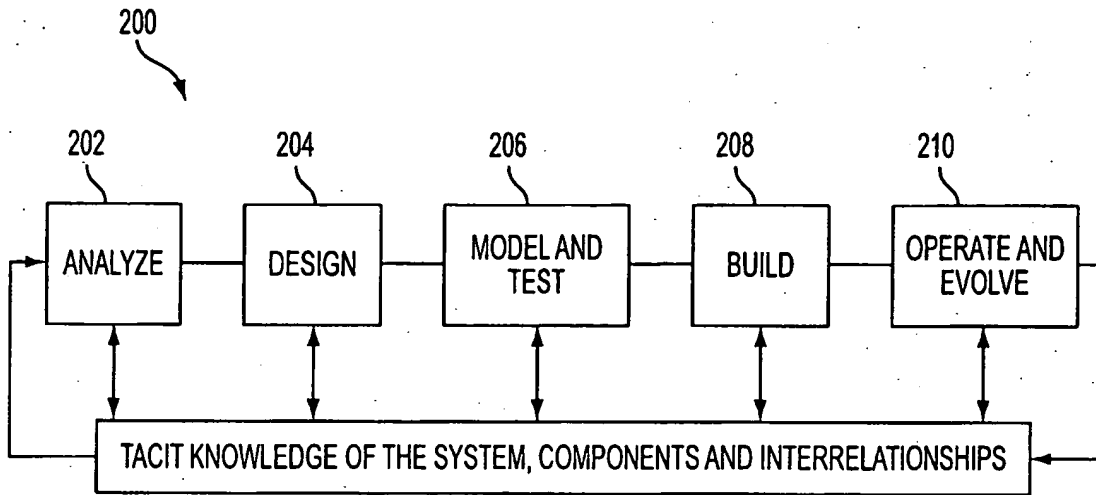 200
202
204
206
208
210
ANALYZE
DESIGN
MODEL AND
TEST
BUILD
OPERATE AND
EVOLVE
TACIT KNOWLEDGE OF THE SYSTEM, COMPONENTS AND INTERRELATIONSHIPS